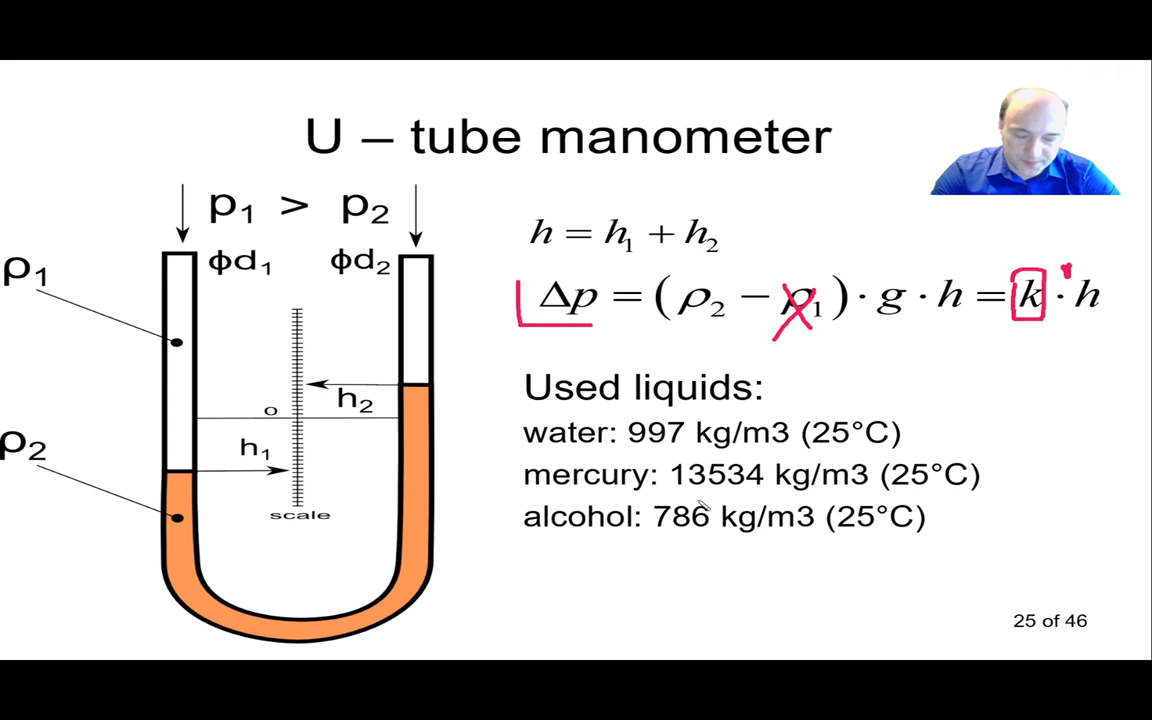 U – tube manometer
p₁ > p₂
ϕd₁ ϕd₂
ρ₁
ρ₂
o
h₂
h₁
scale
h = h₁ + h₂
Δp = (ρ₂ − ρ₁) · g · h = k · h
Used liquids:
water: 997 kg/m3 (25°C)
mercury: 13534 kg/m3 (25°C)
alcohol: 786 kg/m3 (25°C)
25 of 46